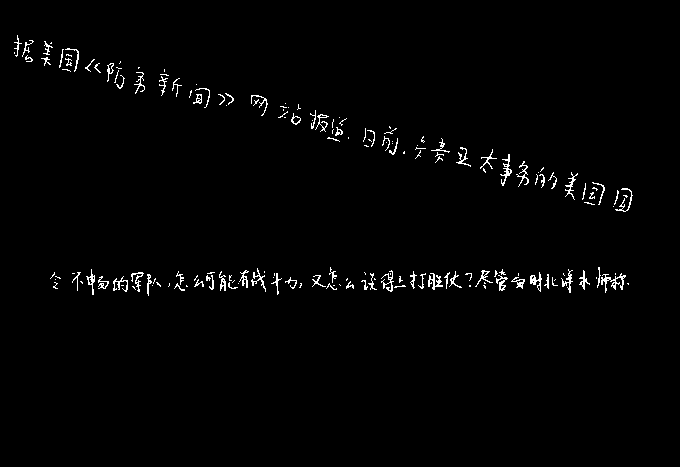 据美国《防务新闻》网站报道,日前,负责亚太事务的美国国
令不畅的军队,怎么可能有战斗力,又怎么谈得上打胜仗?尽管当时北洋水师称